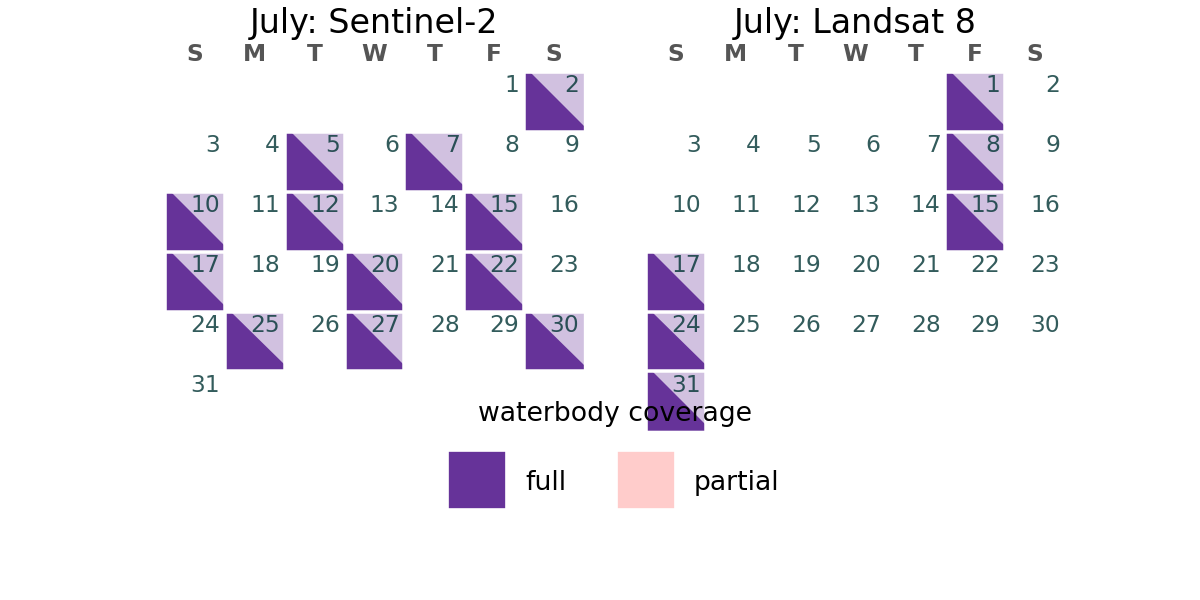 July: Sentinel-2
S M T W T F S
1 2
3 4 5 6 7 8 9
10 11 12 13 14 15 16
17 18 19 20 21 22 23
24 25 26 27 28 29 30
31
July: Landsat 8
S M T W T F S
1 2
3 4 5 6 7 8 9
10 11 12 13 14 15 16
17 18 19 20 21 22 23
24 25 26 27 28 29 30
31
waterbody coverage
full partial